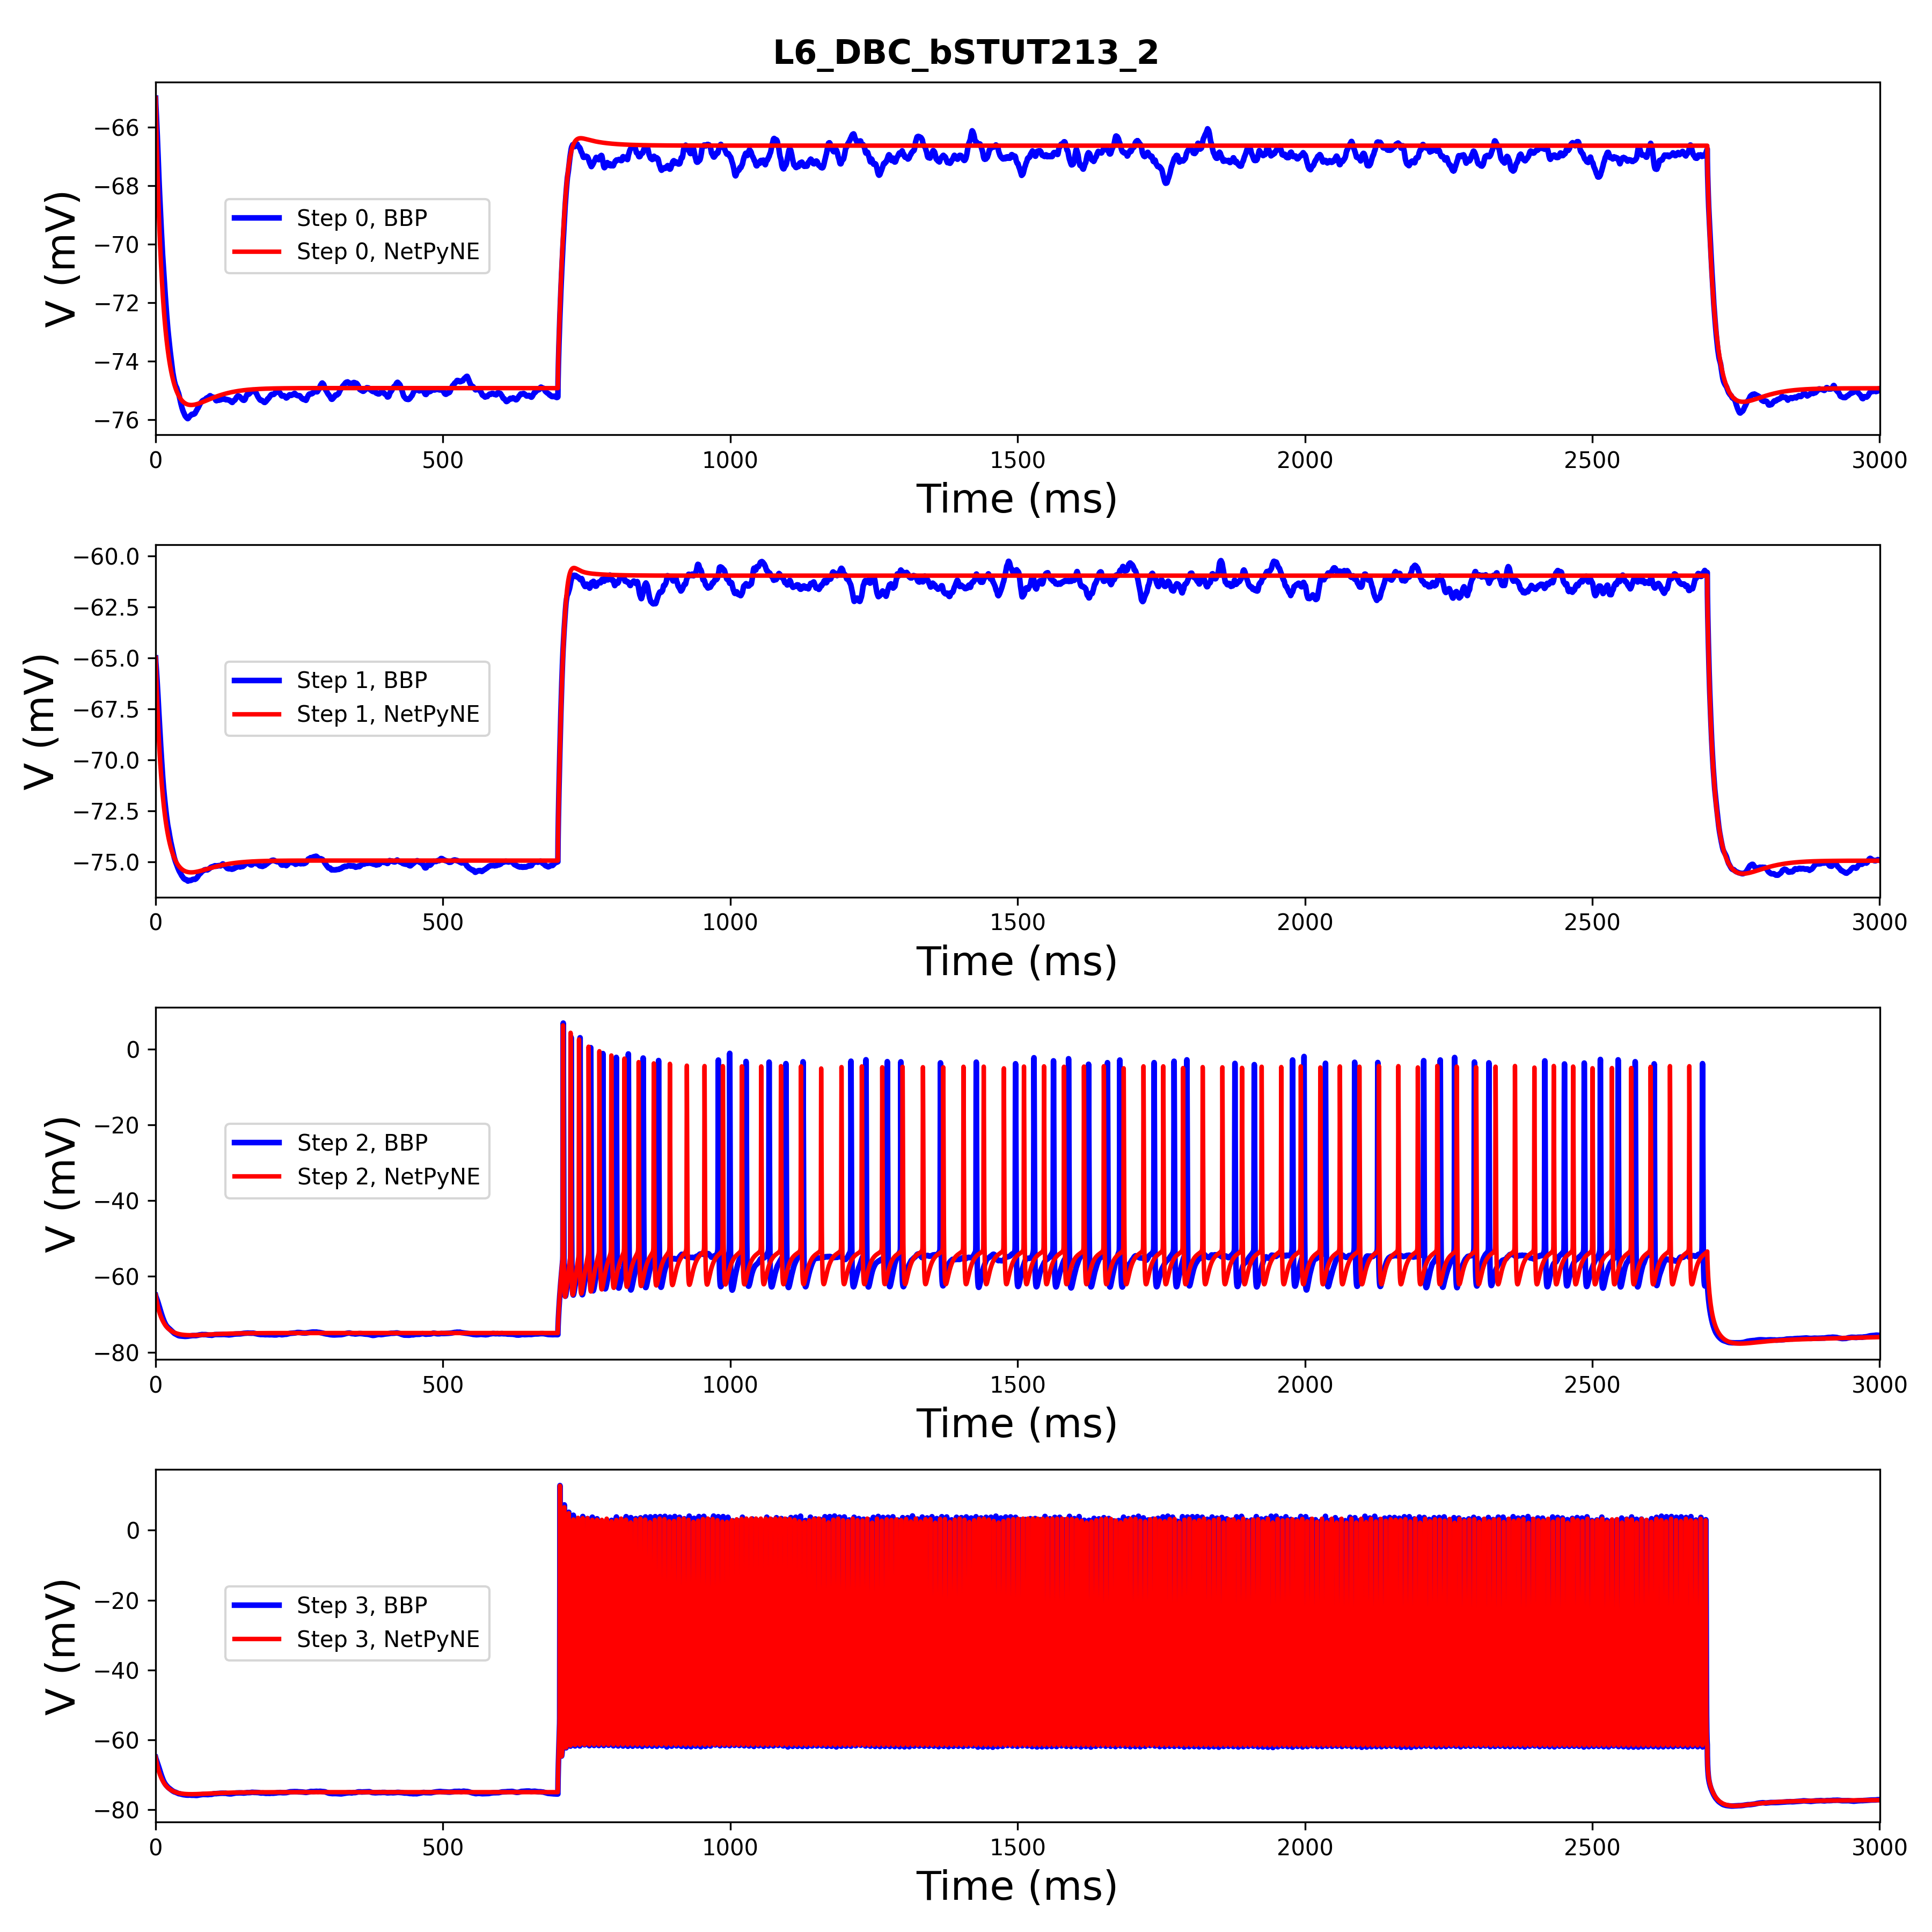 L6_DBC_bSTUT213_2
−66
−68
−70
−72
−74
−76
V (mV)
Step 0, BBP
Step 0, NetPyNE
0 500 1000 1500 2000 2500 3000
Time (ms)
−60.0
−62.5
−65.0
−67.5
−70.0
−72.5
−75.0
V (mV)
Step 1, BBP
Step 1, NetPyNE
0 500 1000 1500 2000 2500 3000
Time (ms)
0
−20
−40
−60
−80
V (mV)
Step 2, BBP
Step 2, NetPyNE
0 500 1000 1500 2000 2500 3000
Time (ms)
0
−20
−40
−60
−80
V (mV)
Step 3, BBP
Step 3, NetPyNE
0 500 1000 1500 2000 2500 3000
Time (ms)